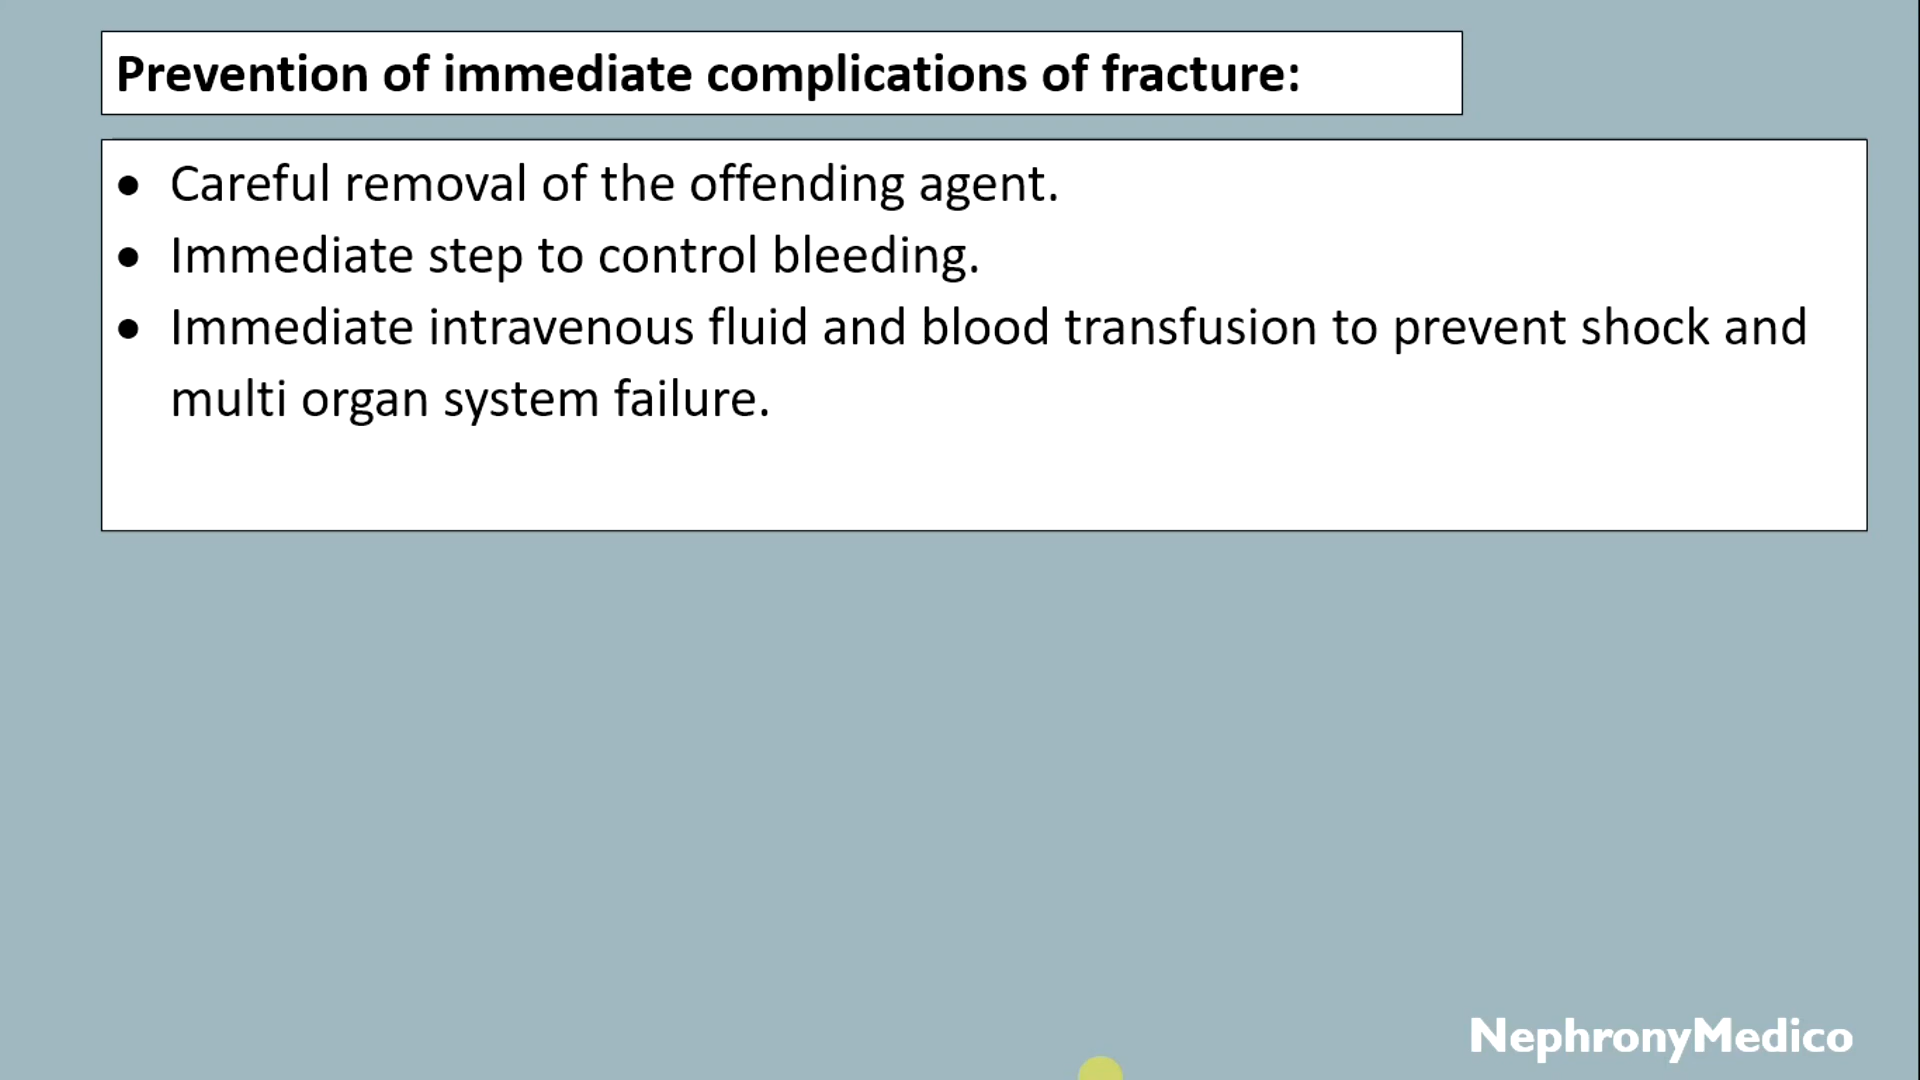 Prevention of immediate complications of fracture:
• Careful removal of the offending agent.
• Immediate step to control bleeding.
• Immediate intravenous fluid and blood transfusion to prevent shock and
multi organ system failure.
NephronyMedico